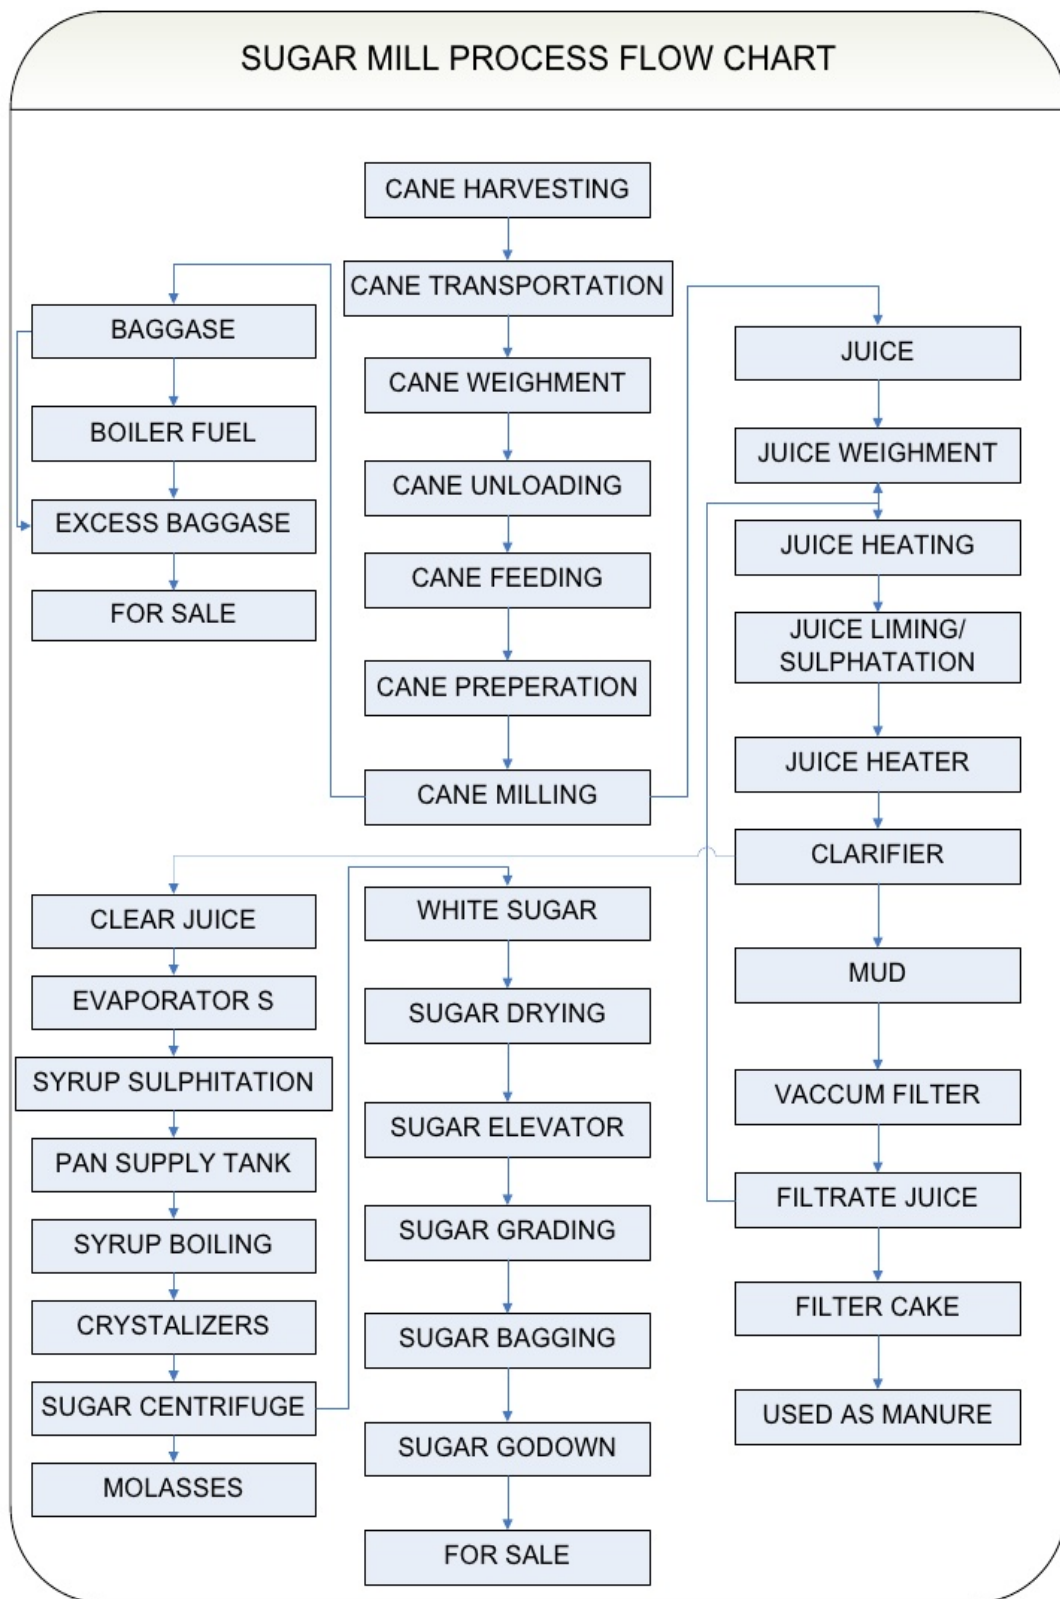 SUGAR MILL PROCESS FLOW CHART
CANE HARVESTING
CANE TRANSPORTATION
CANE WEIGHMENT
CANE UNLOADING
CANE FEEDING
CANE PREPERATION
CANE MILLING
BAGGASE
BOILER FUEL
EXCESS BAGGASE
FOR SALE
JUICE
JUICE WEIGHMENT
JUICE HEATING
JUICE LIMING/
SULPHATATION
JUICE HEATER
CLARIFIER
MUD
VACCUM FILTER
FILTRATE JUICE
FILTER CAKE
USED AS MANURE
CLEAR JUICE
EVAPORATOR S
SYRUP SULPHITATION
PAN SUPPLY TANK
SYRUP BOILING
CRYSTALIZERS
SUGAR CENTRIFUGE
MOLASSES
WHITE SUGAR
SUGAR DRYING
SUGAR ELEVATOR
SUGAR GRADING
SUGAR BAGGING
SUGAR GODOWN
FOR SALE